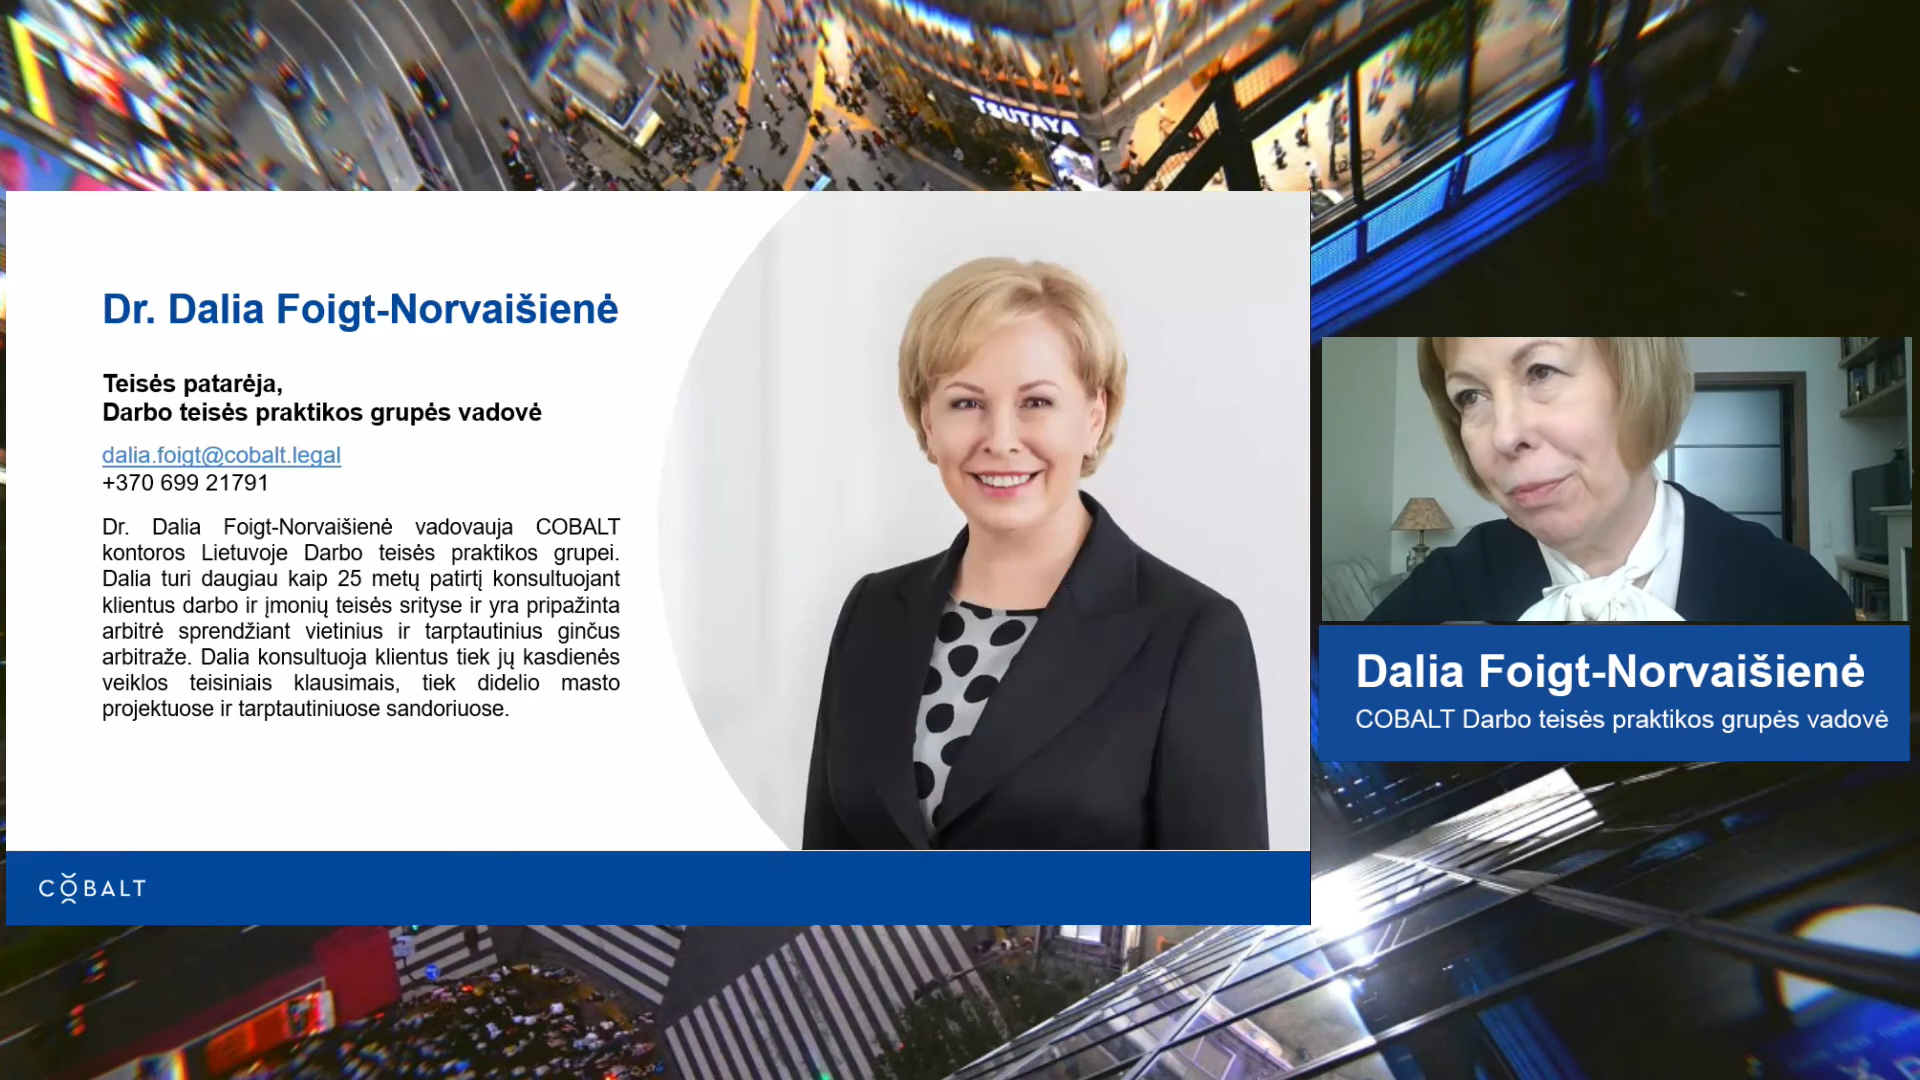 TSUTAYA
Dr. Dalia Foigt-Norvaišienė
Teisės patarėja,
Darbo teisės praktikos grupės vadovė
dalia.foigt@cobalt.legal
+370 699 21791
Dr. Dalia Foigt-Norvaišienė vadovauja COBALT
kontoros Lietuvoje Darbo teisės praktikos grupei.
Dalia turi daugiau kaip 25 metų patirtį konsultuojant
klientus darbo ir įmonių teisės srityse ir yra pripažinta
arbitrė sprendžiant vietinius ir tarptautinius ginčus
arbitraže. Dalia konsultuoja klientus tiek jų kasdienės
veiklos teisiniais klausimais, tiek didelio masto
projektuose ir tarptautiniuose sandoriuose.
COBALT
Dalia Foigt-Norvaišienė
COBALT Darbo teisės praktikos grupės vadovė